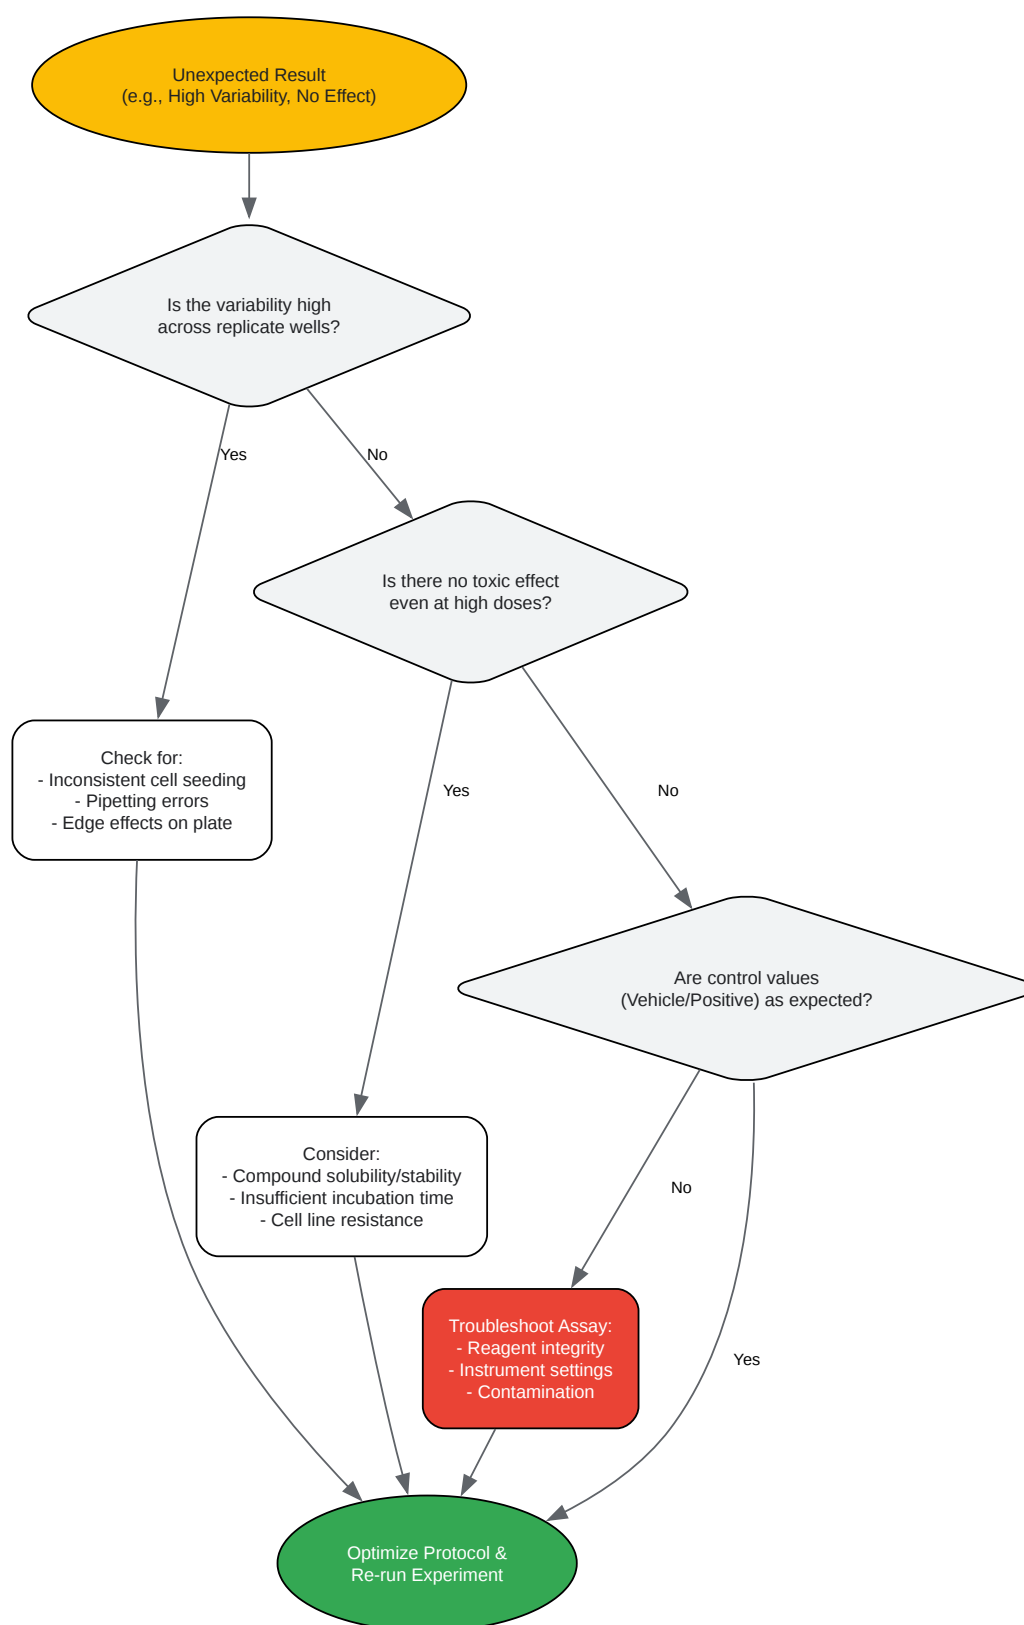 Unexpected Result
(e.g., High Variability, No Effect)
Is the variability high
across replicate wells?
Yes
No
Is there no toxic effect
even at high doses?
Check for:
- Inconsistent cell seeding
- Pipetting errors
- Edge effects on plate
Yes
No
Are control values
(Vehicle/Positive) as expected?
Consider:
- Compound solubility/stability
- Insufficient incubation time
- Cell line resistance
No
Troubleshoot Assay:
- Reagent integrity
- Instrument settings
- Contamination
Yes
Optimize Protocol &
Re-run Experiment